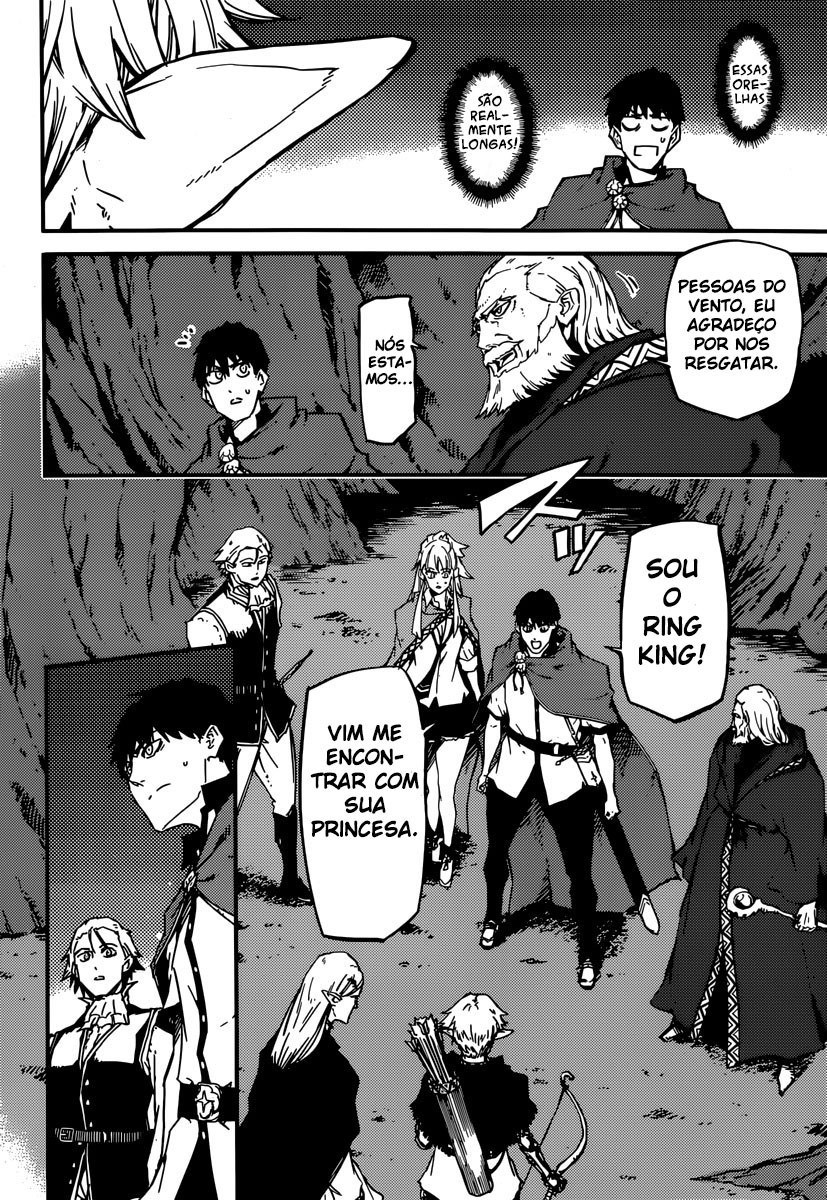 ESSAS
ORE-
LHAS
SÃO
REAL-
MENTE
LONGAS!
PESSOAS DO
VENTO, EU
AGRADEÇO
POR NOS
RESGATAR.
NÓS
ESTA-
MOS...
SOU
O
RING
KING!
VIM ME
ENCON-
TRAR COM
SUA
PRINCESA.